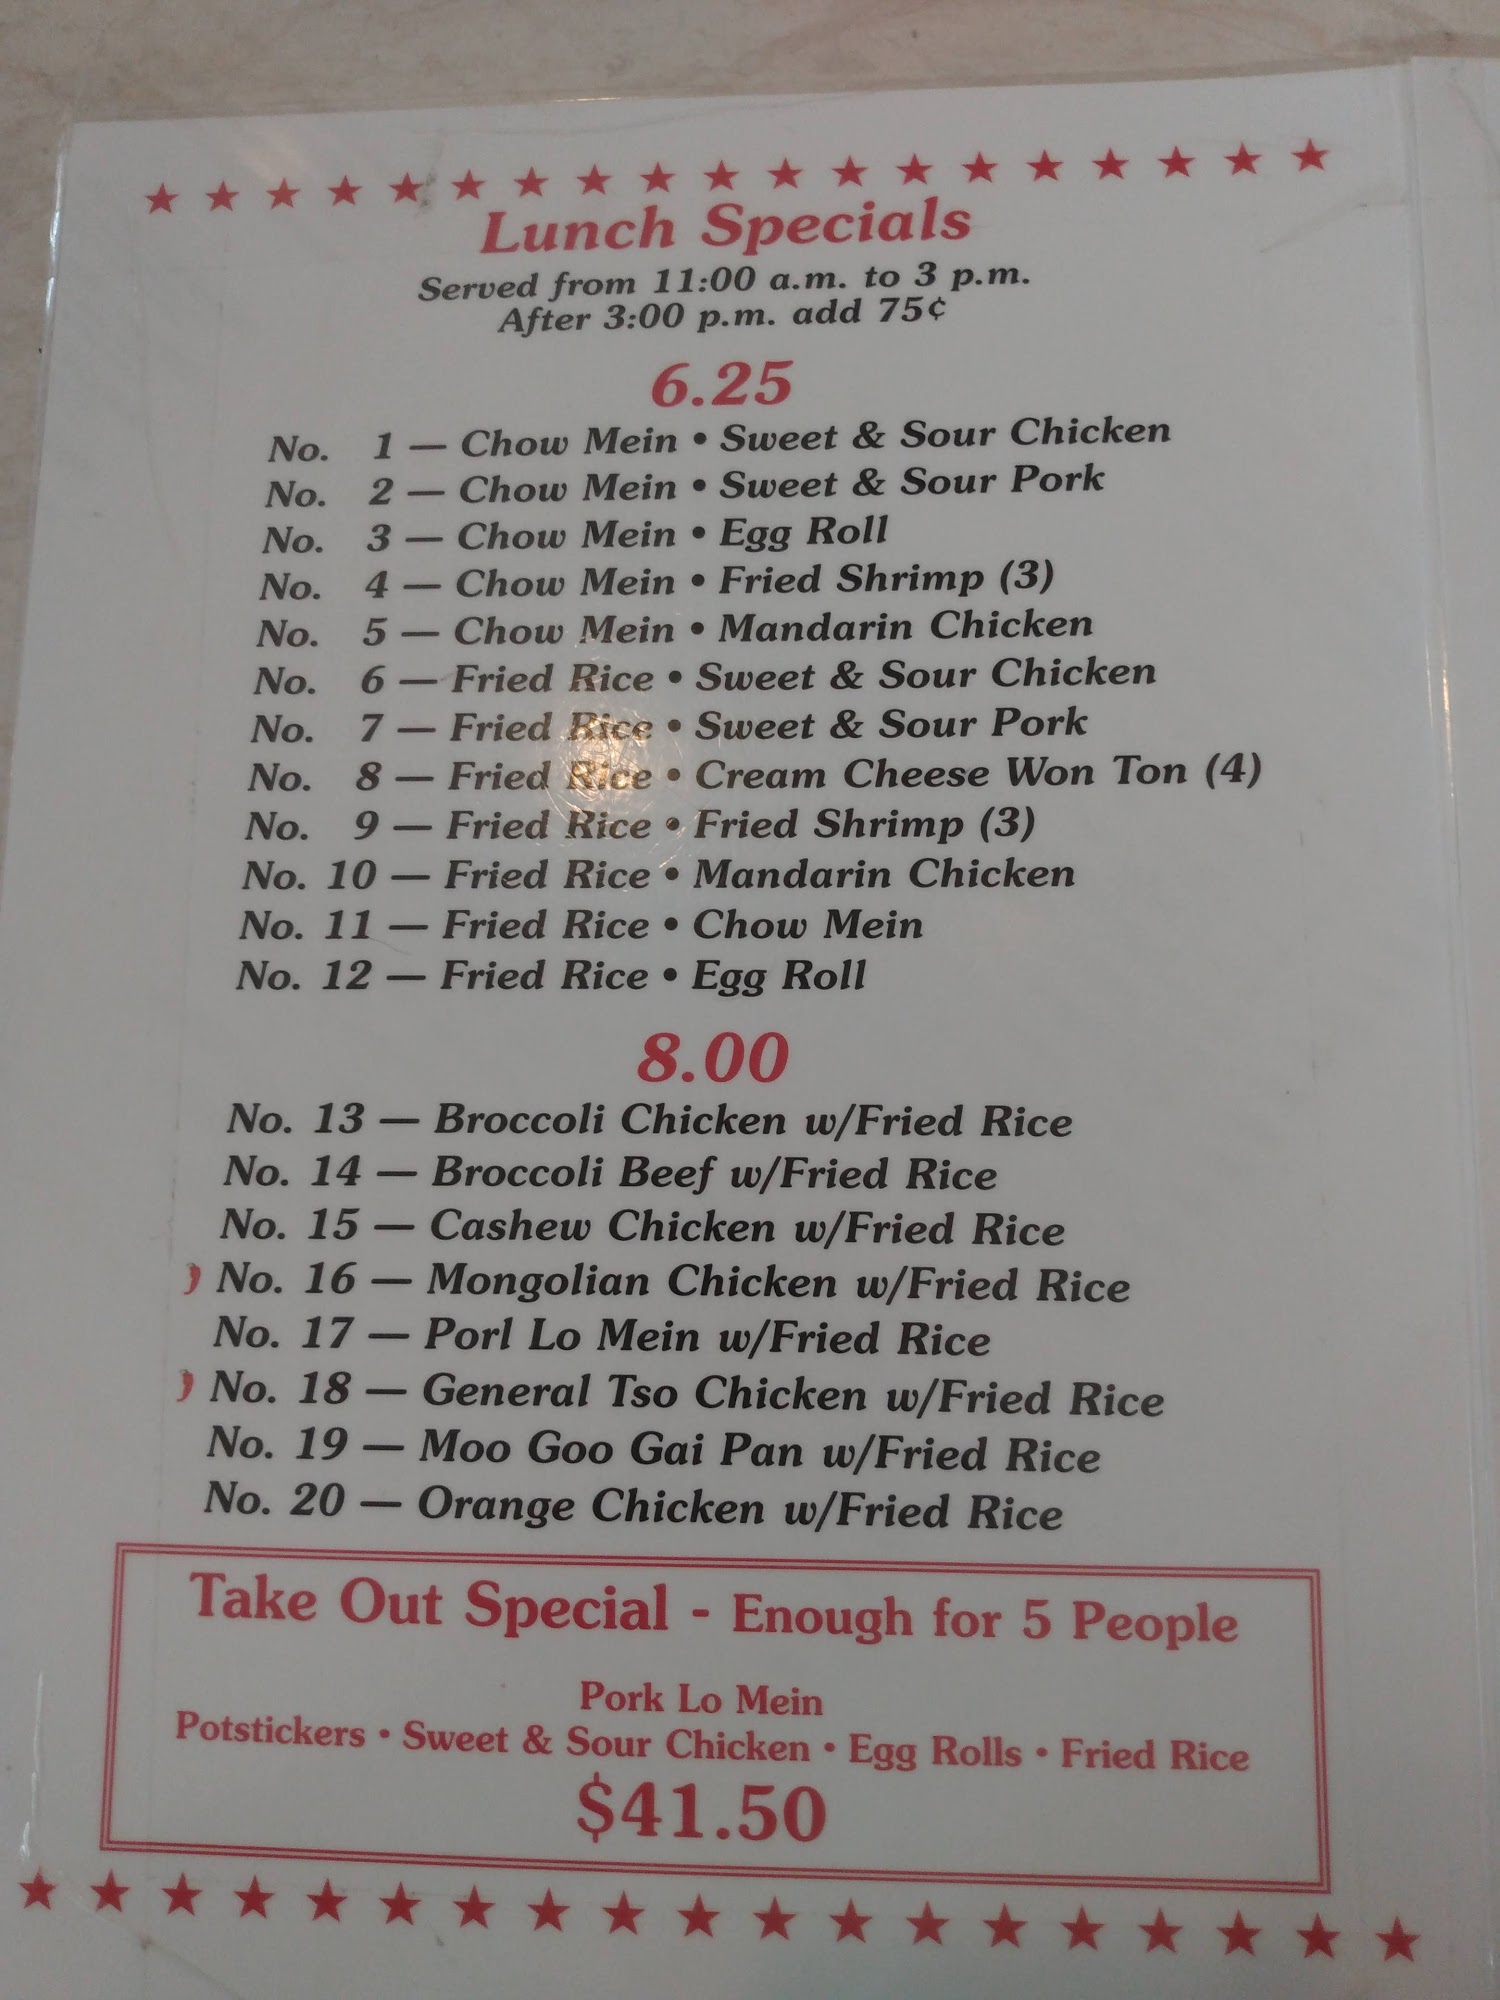 Lunch Specials
Served from 11:00 a.m. to 3 p.m.
After 3:00 p.m. add 75¢
6.25
No. 1 — Chow Mein • Sweet & Sour Chicken
No. 2 — Chow Mein • Sweet & Sour Pork
No. 3 — Chow Mein • Egg Roll
No. 4 — Chow Mein • Fried Shrimp (3)
No. 5 — Chow Mein • Mandarin Chicken
No. 6 — Fried Rice • Sweet & Sour Chicken
No. 7 — Fried Rice • Sweet & Sour Pork
No. 8 — Fried Rice • Cream Cheese Won Ton (4)
No. 9 — Fried Rice • Fried Shrimp (3)
No. 10 — Fried Rice • Mandarin Chicken
No. 11 — Fried Rice • Chow Mein
No. 12 — Fried Rice • Egg Roll
8.00
No. 13 — Broccoli Chicken w/Fried Rice
No. 14 — Broccoli Beef w/Fried Rice
No. 15 — Cashew Chicken w/Fried Rice
No. 16 — Mongolian Chicken w/Fried Rice
No. 17 — Porl Lo Mein w/Fried Rice
No. 18 — General Tso Chicken w/Fried Rice
No. 19 — Moo Goo Gai Pan w/Fried Rice
No. 20 — Orange Chicken w/Fried Rice
Take Out Special - Enough for 5 People
Pork Lo Mein
Potstickers • Sweet & Sour Chicken • Egg Rolls • Fried Rice
$41.50